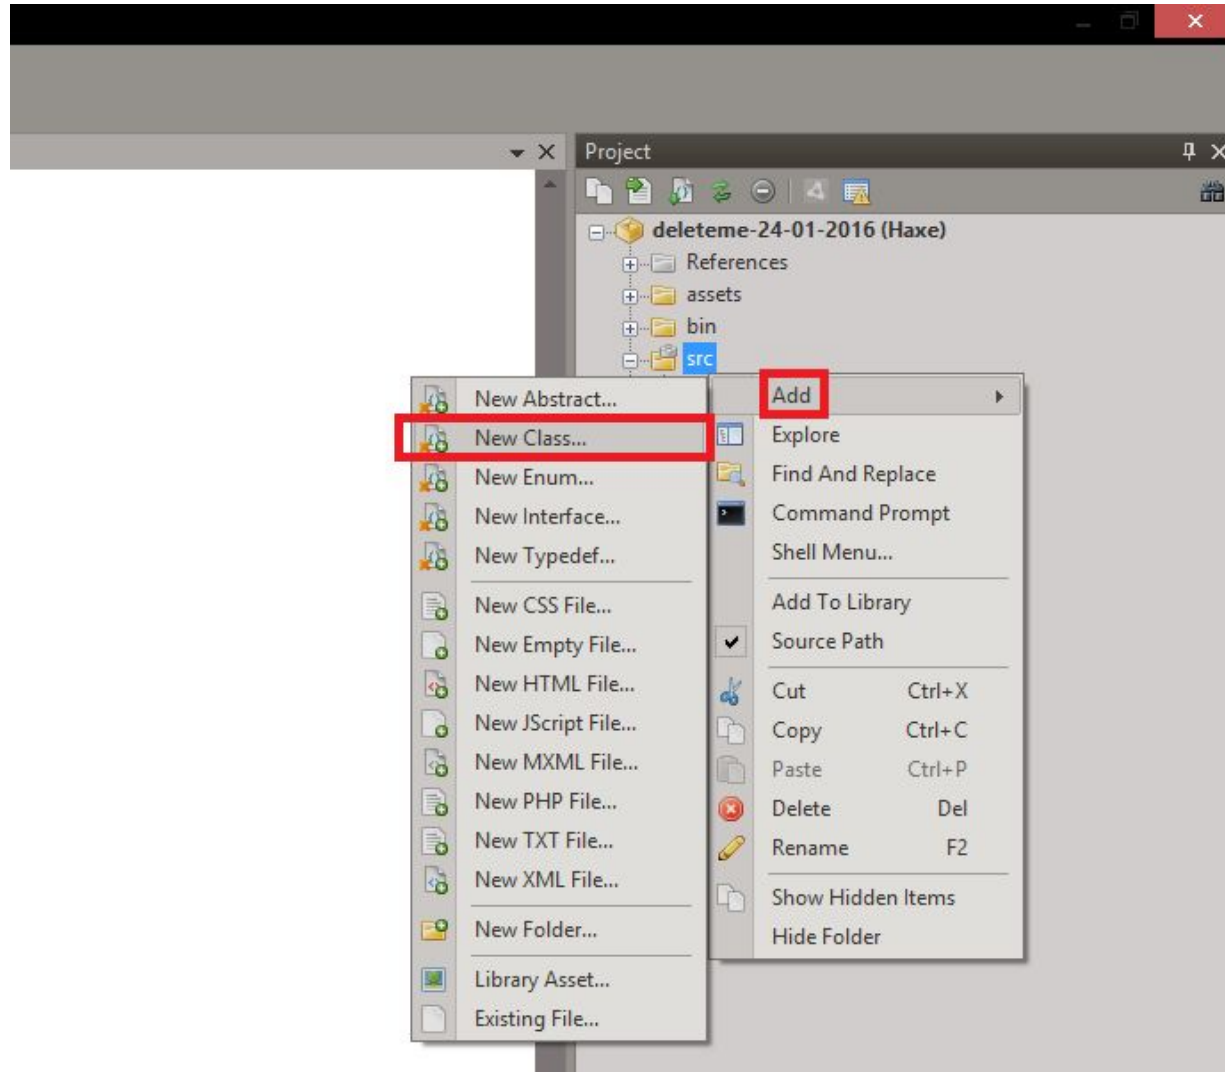 Project
deleteme-24-01-2016 (Haxe)
References
assets
bin
src
New Abstract...
New Class...
New Enum...
New Interface...
New Typedef...
New CSS File...
New Empty File...
New HTML File...
New JScript File...
New MXML File...
New PHP File...
New TXT File...
New XML File...
New Folder...
Library Asset...
Existing File...
Add
Explore
Find And Replace
Command Prompt
Shell Menu...
Add To Library
Source Path
Cut Ctrl+X
Copy Ctrl+C
Paste Ctrl+P
Delete Del
Rename F2
Show Hidden Items
Hide Folder